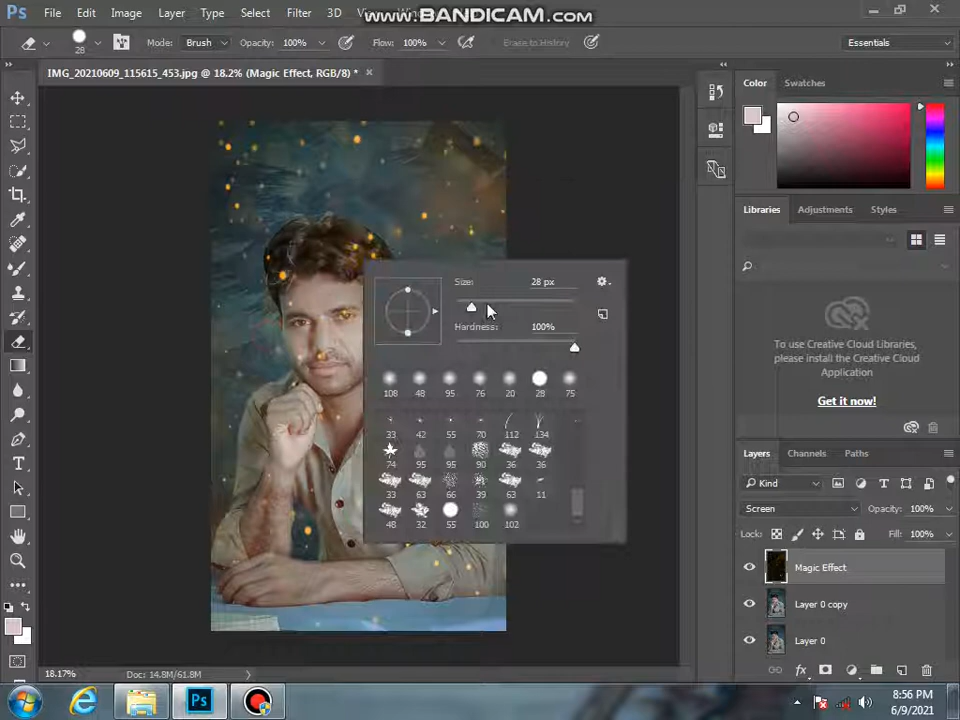 www.BANDICAM.com
Ps File Edit Image Layer Type Select Filter 3D
28 Mode: Brush Opacity: 100% Flow: 100% Erase to History Essentials
IMG_20210609_115615_453.jpg @ 18.2% (Magic Effect, RGB/8) *
Color Swatches
Libraries Adjustments Styles
Size: 28 px
Hardness: 100%
108 48 95 76 20 28 75
33 42 55 70 112 134
74 95 95 90 36 36
33 63 66 39 63 11
48 32 55 100 102
To use Creative Cloud Libraries,
please install the Creative Cloud
Application
Get it now!
Layers Channels Paths
Kind
Screen Opacity: 100%
Lock: Fill: 100%
Magic Effect
Layer 0 copy
Layer 0
18.17% Doc: 14.8M/61.8M
Ps
8:56 PM
6/9/2021